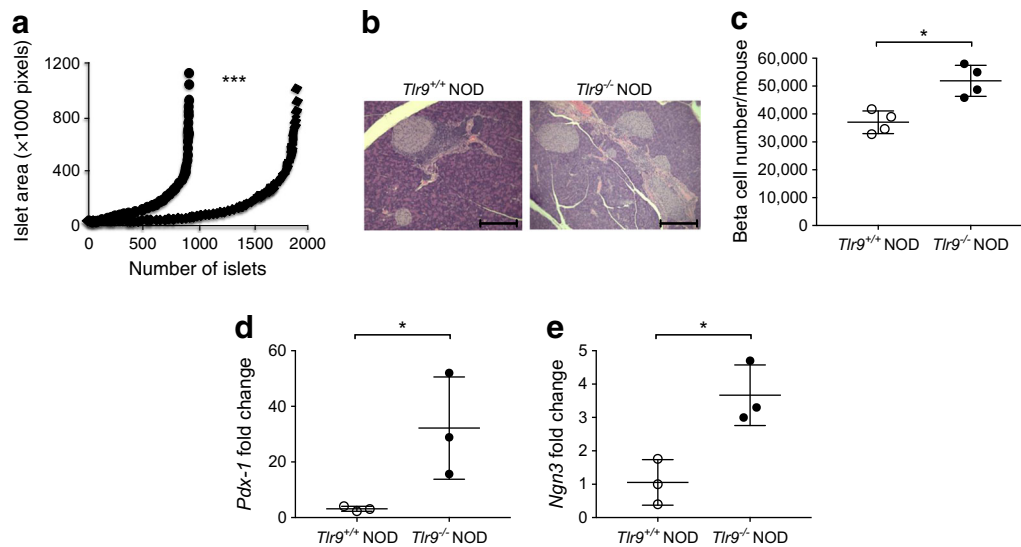 a
Islet area (×1000 pixels)
1200
800
400
0
0 500 1000 1500 2000
Number of islets
***
b
Tlr9+/+ NOD Tlr9-/- NOD
c
Beta cell number/mouse
60,000
50,000
40,000
30,000
20,000
10,000
0
*
Tlr9+/+ NOD Tlr9-/- NOD
d
Pdx-1 fold change
60
40
20
0
*
Tlr9+/+ NOD Tlr9-/- NOD
e
Ngn3 fold change
5
4
3
2
1
0
*
Tlr9+/+ NOD Tlr9-/- NOD